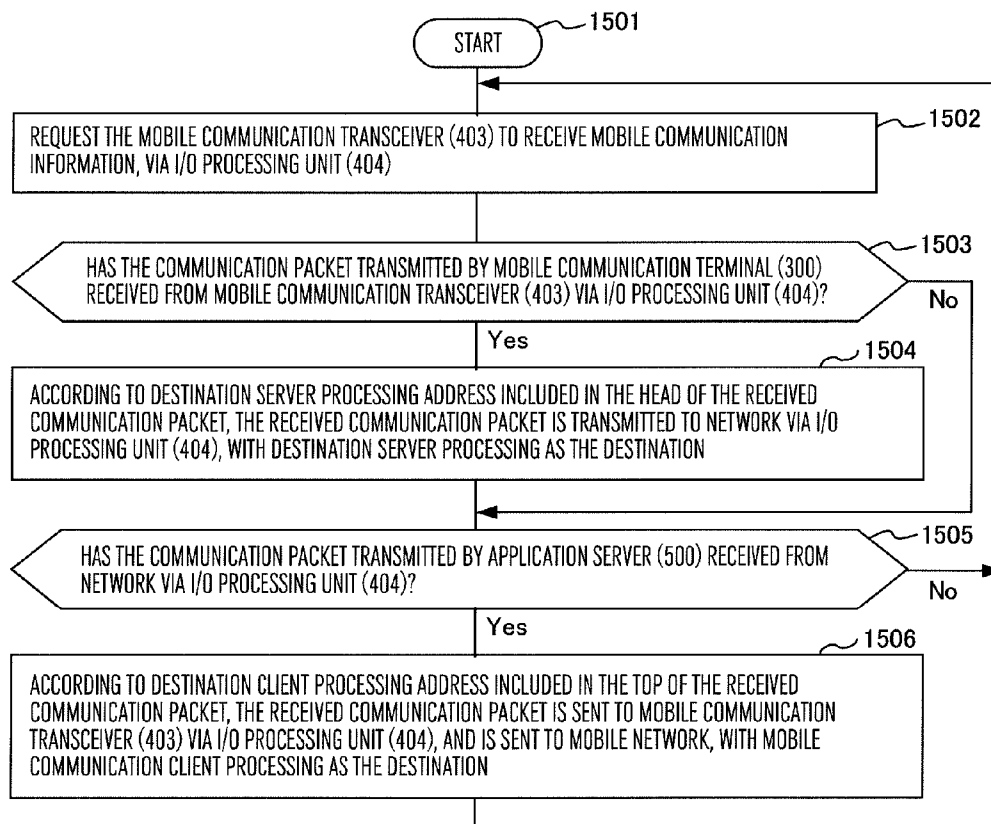 START
1501
REQUEST THE MOBILE COMMUNICATION TRANSCEIVER (403) TO RECEIVE MOBILE COMMUNICATION
INFORMATION, VIA I/O PROCESSING UNIT (404)
1502
HAS THE COMMUNICATION PACKET TRANSMITTED BY MOBILE COMMUNICATION TERMINAL (300)
RECEIVED FROM MOBILE COMMUNICATION TRANSCEIVER (403) VIA I/O PROCESSING UNIT (404)?
1503
No
Yes
1504
ACCORDING TO DESTINATION SERVER PROCESSING ADDRESS INCLUDED IN THE HEAD OF THE RECEIVED
COMMUNICATION PACKET, THE RECEIVED COMMUNICATION PACKET IS TRANSMITTED TO NETWORK VIA I/O
PROCESSING UNIT (404), WITH DESTINATION SERVER PROCESSING AS THE DESTINATION
1505
HAS THE COMMUNICATION PACKET TRANSMITTED BY APPLICATION SERVER (500) RECEIVED FROM
NETWORK VIA I/O PROCESSING UNIT (404)?
No
Yes
1506
ACCORDING TO DESTINATION CLIENT PROCESSING ADDRESS INCLUDED IN THE TOP OF THE RECEIVED
COMMUNICATION PACKET, THE RECEIVED COMMUNICATION PACKET IS SENT TO MOBILE COMMUNICATION
TRANSCEIVER (403) VIA I/O PROCESSING UNIT (404), AND IS SENT TO MOBILE NETWORK, WITH MOBILE
COMMUNICATION CLIENT PROCESSING AS THE DESTINATION